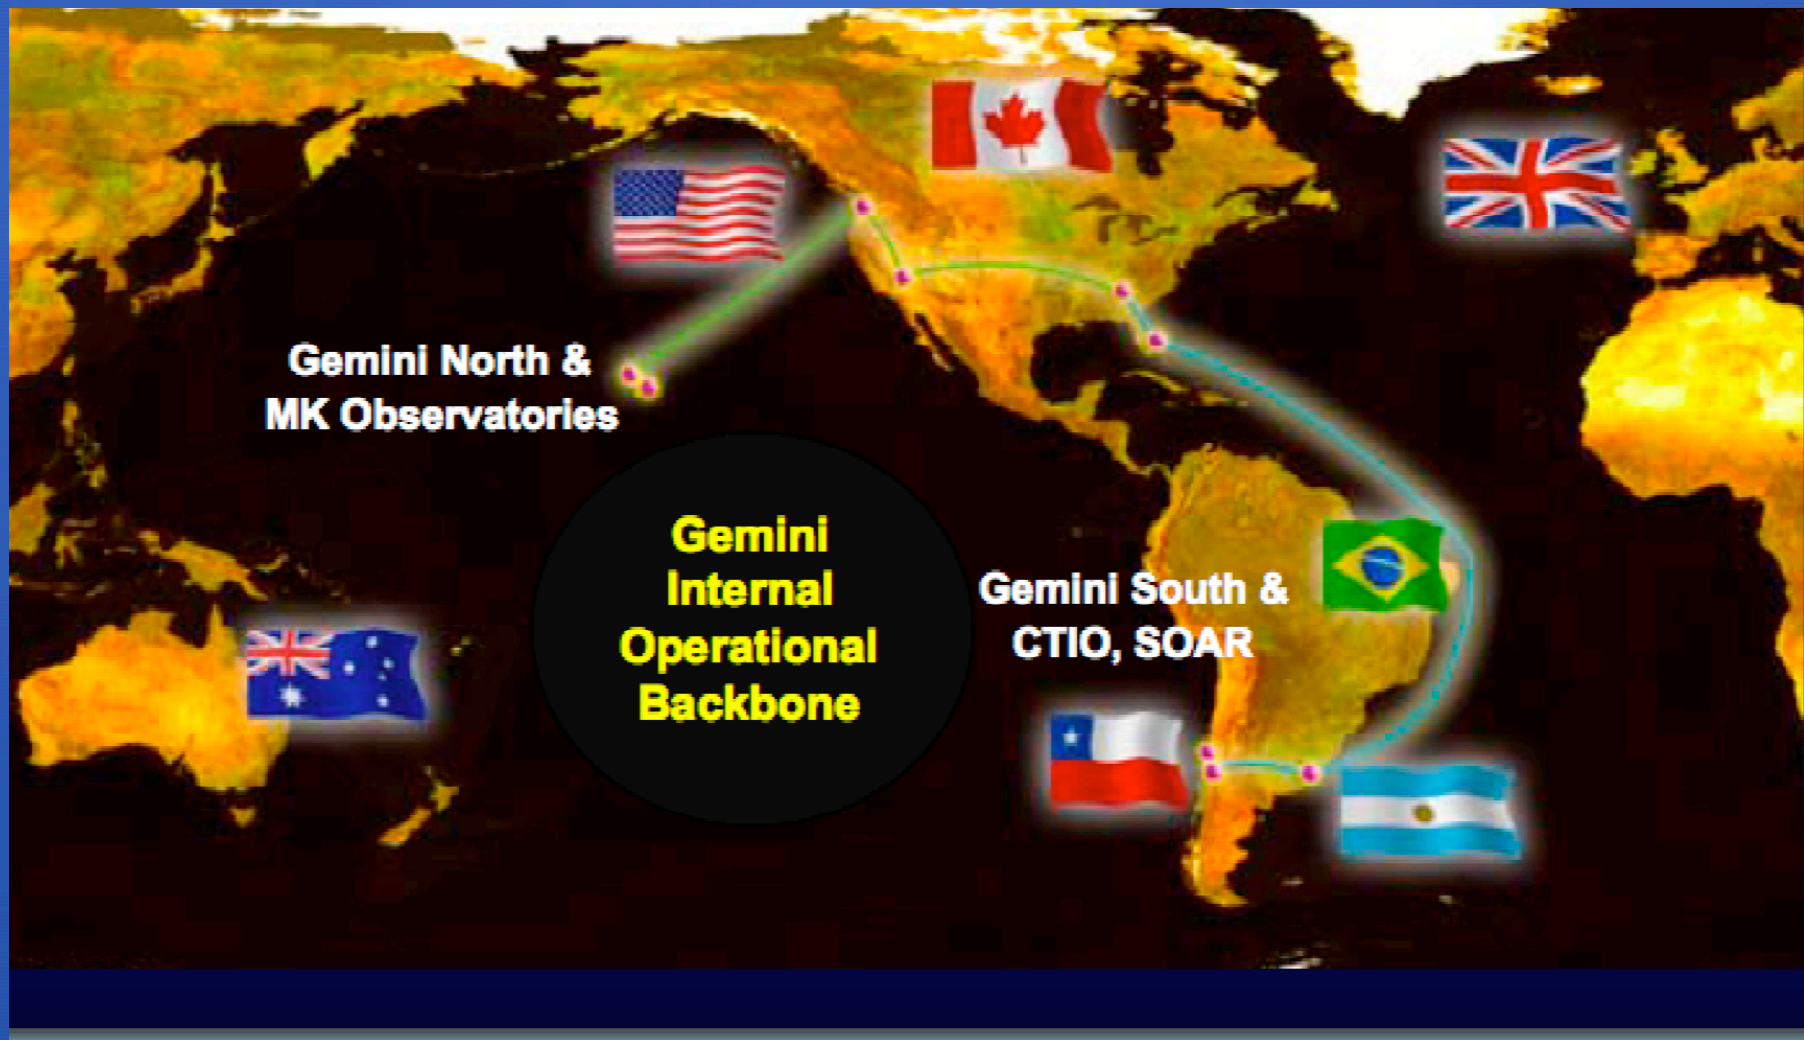 Gemini North &
MK Observatories
Gemini
Internal
Operational
Backbone
Gemini South &
CTIO, SOAR